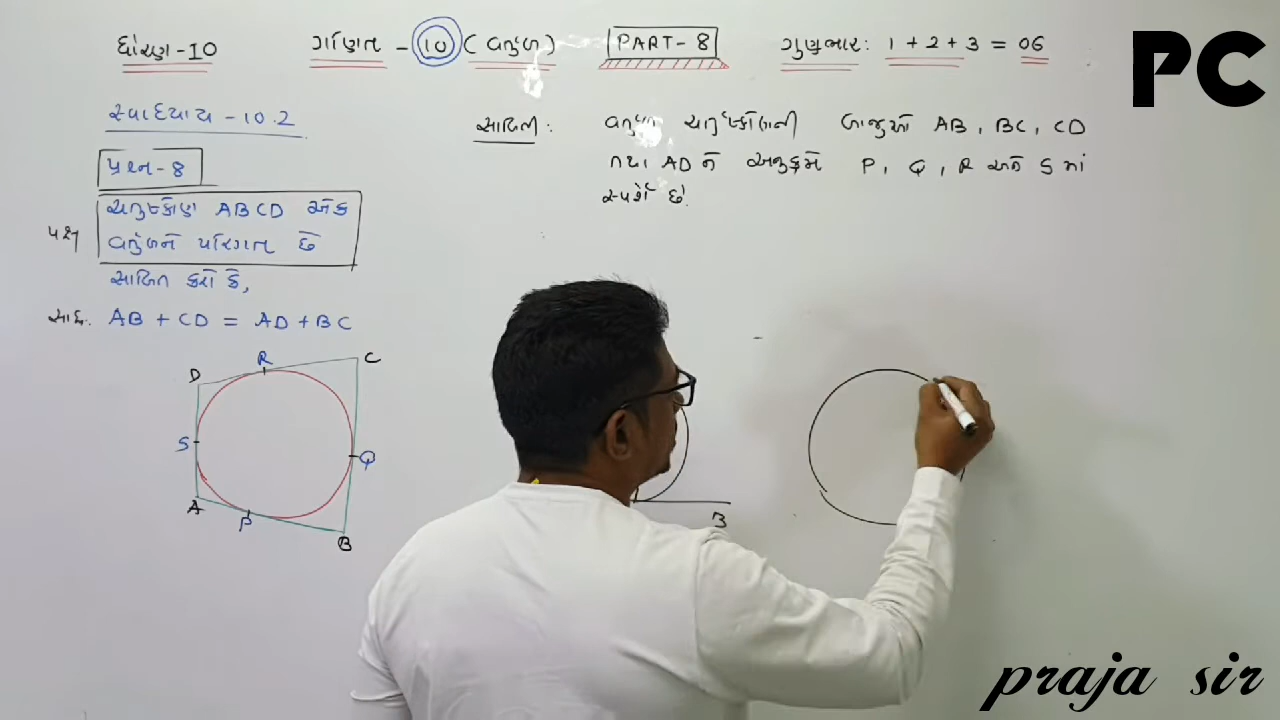 ધોરણ - 10
ગણિત - 10 ( વર્તુળ )
PART - 8
ગુણભાર : 1 + 2 + 3 = 06
PC
સ્વાધ્યાય - 10.2
પ્રશ્ન - 8
પક્ષ
ચતુષ્કોણ ABCD એક
વર્તુળને પરિગત છે
સાબિત કરો કે,
સાધ્ય. AB + CD = AD + BC
સાબિતી :
વર્તુળ ચતુષ્કોણની બાજુઓ AB, BC, CD
તથા AD ને અનુક્રમે P, Q, R અને S માં
સ્પર્શે છે.
D
R
C
S
Q
A
P
B
B
praja sir